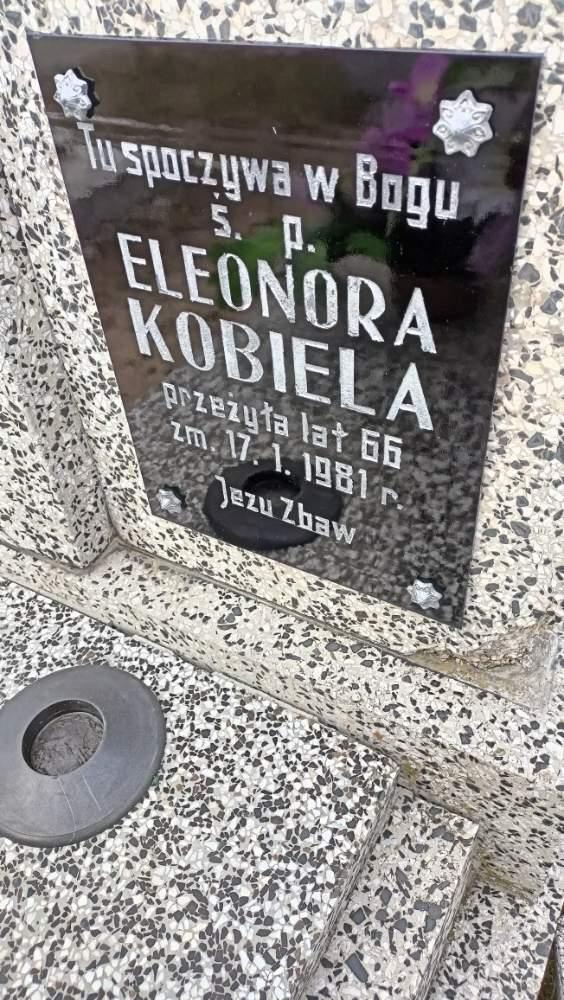 Tu spoczywa w Bogu
ś. p.
ELEONORA
KOBIELA
przeżyła lat 66
zm. 17. 1. 1981 r.
Jezu Zbaw